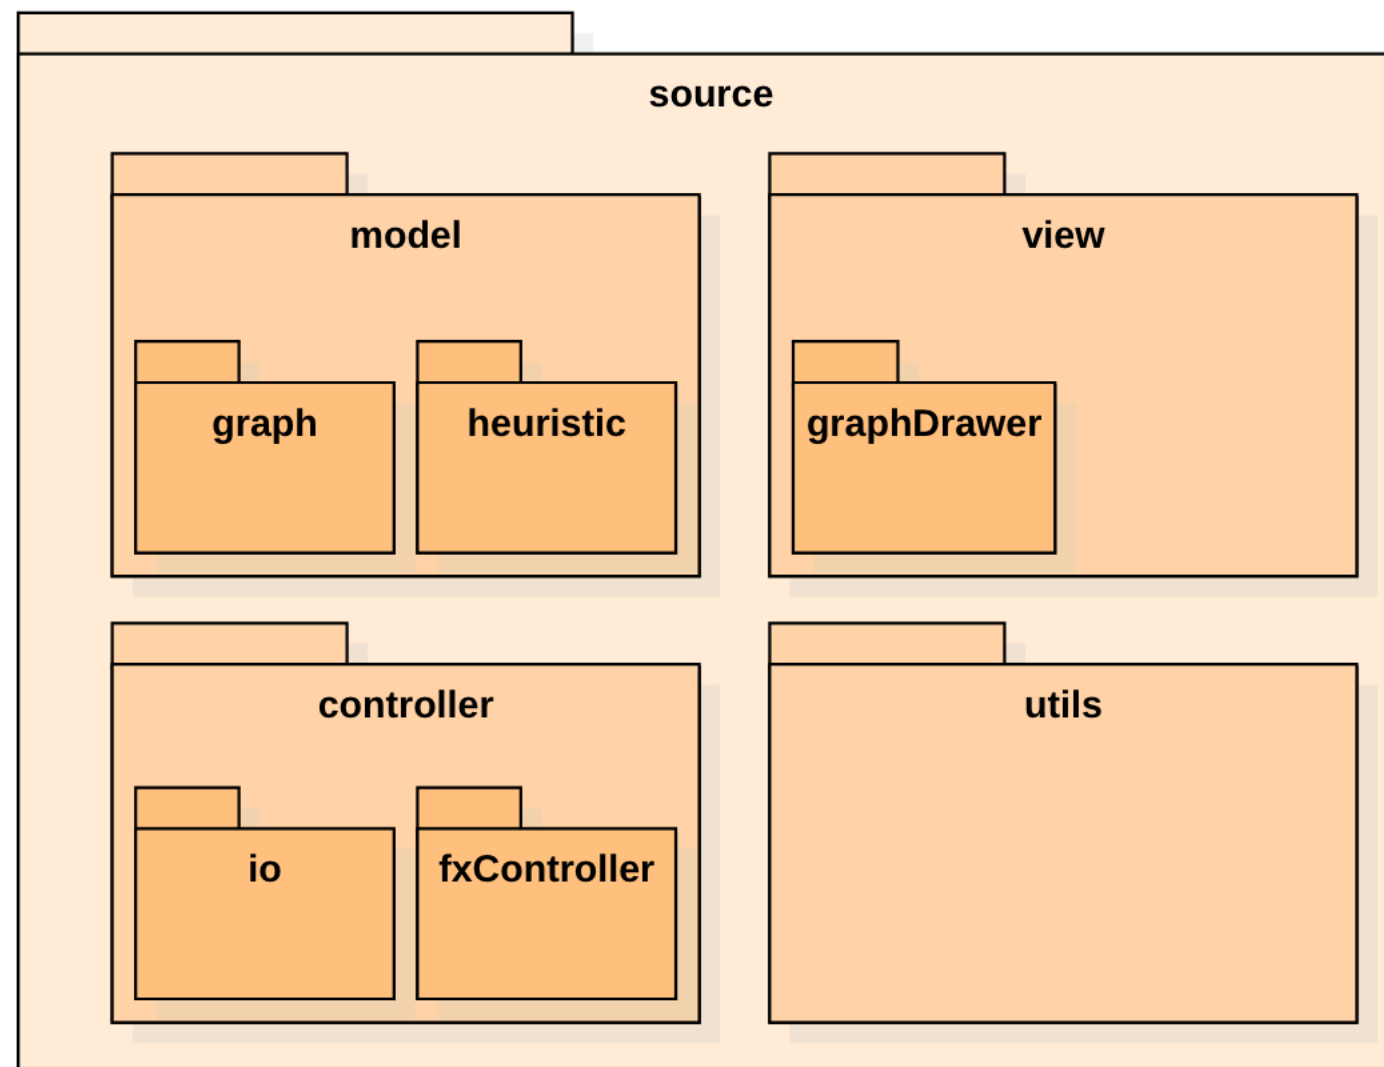 source
model
view
graph
heuristic
graphDrawer
controller
utils
io
fxController